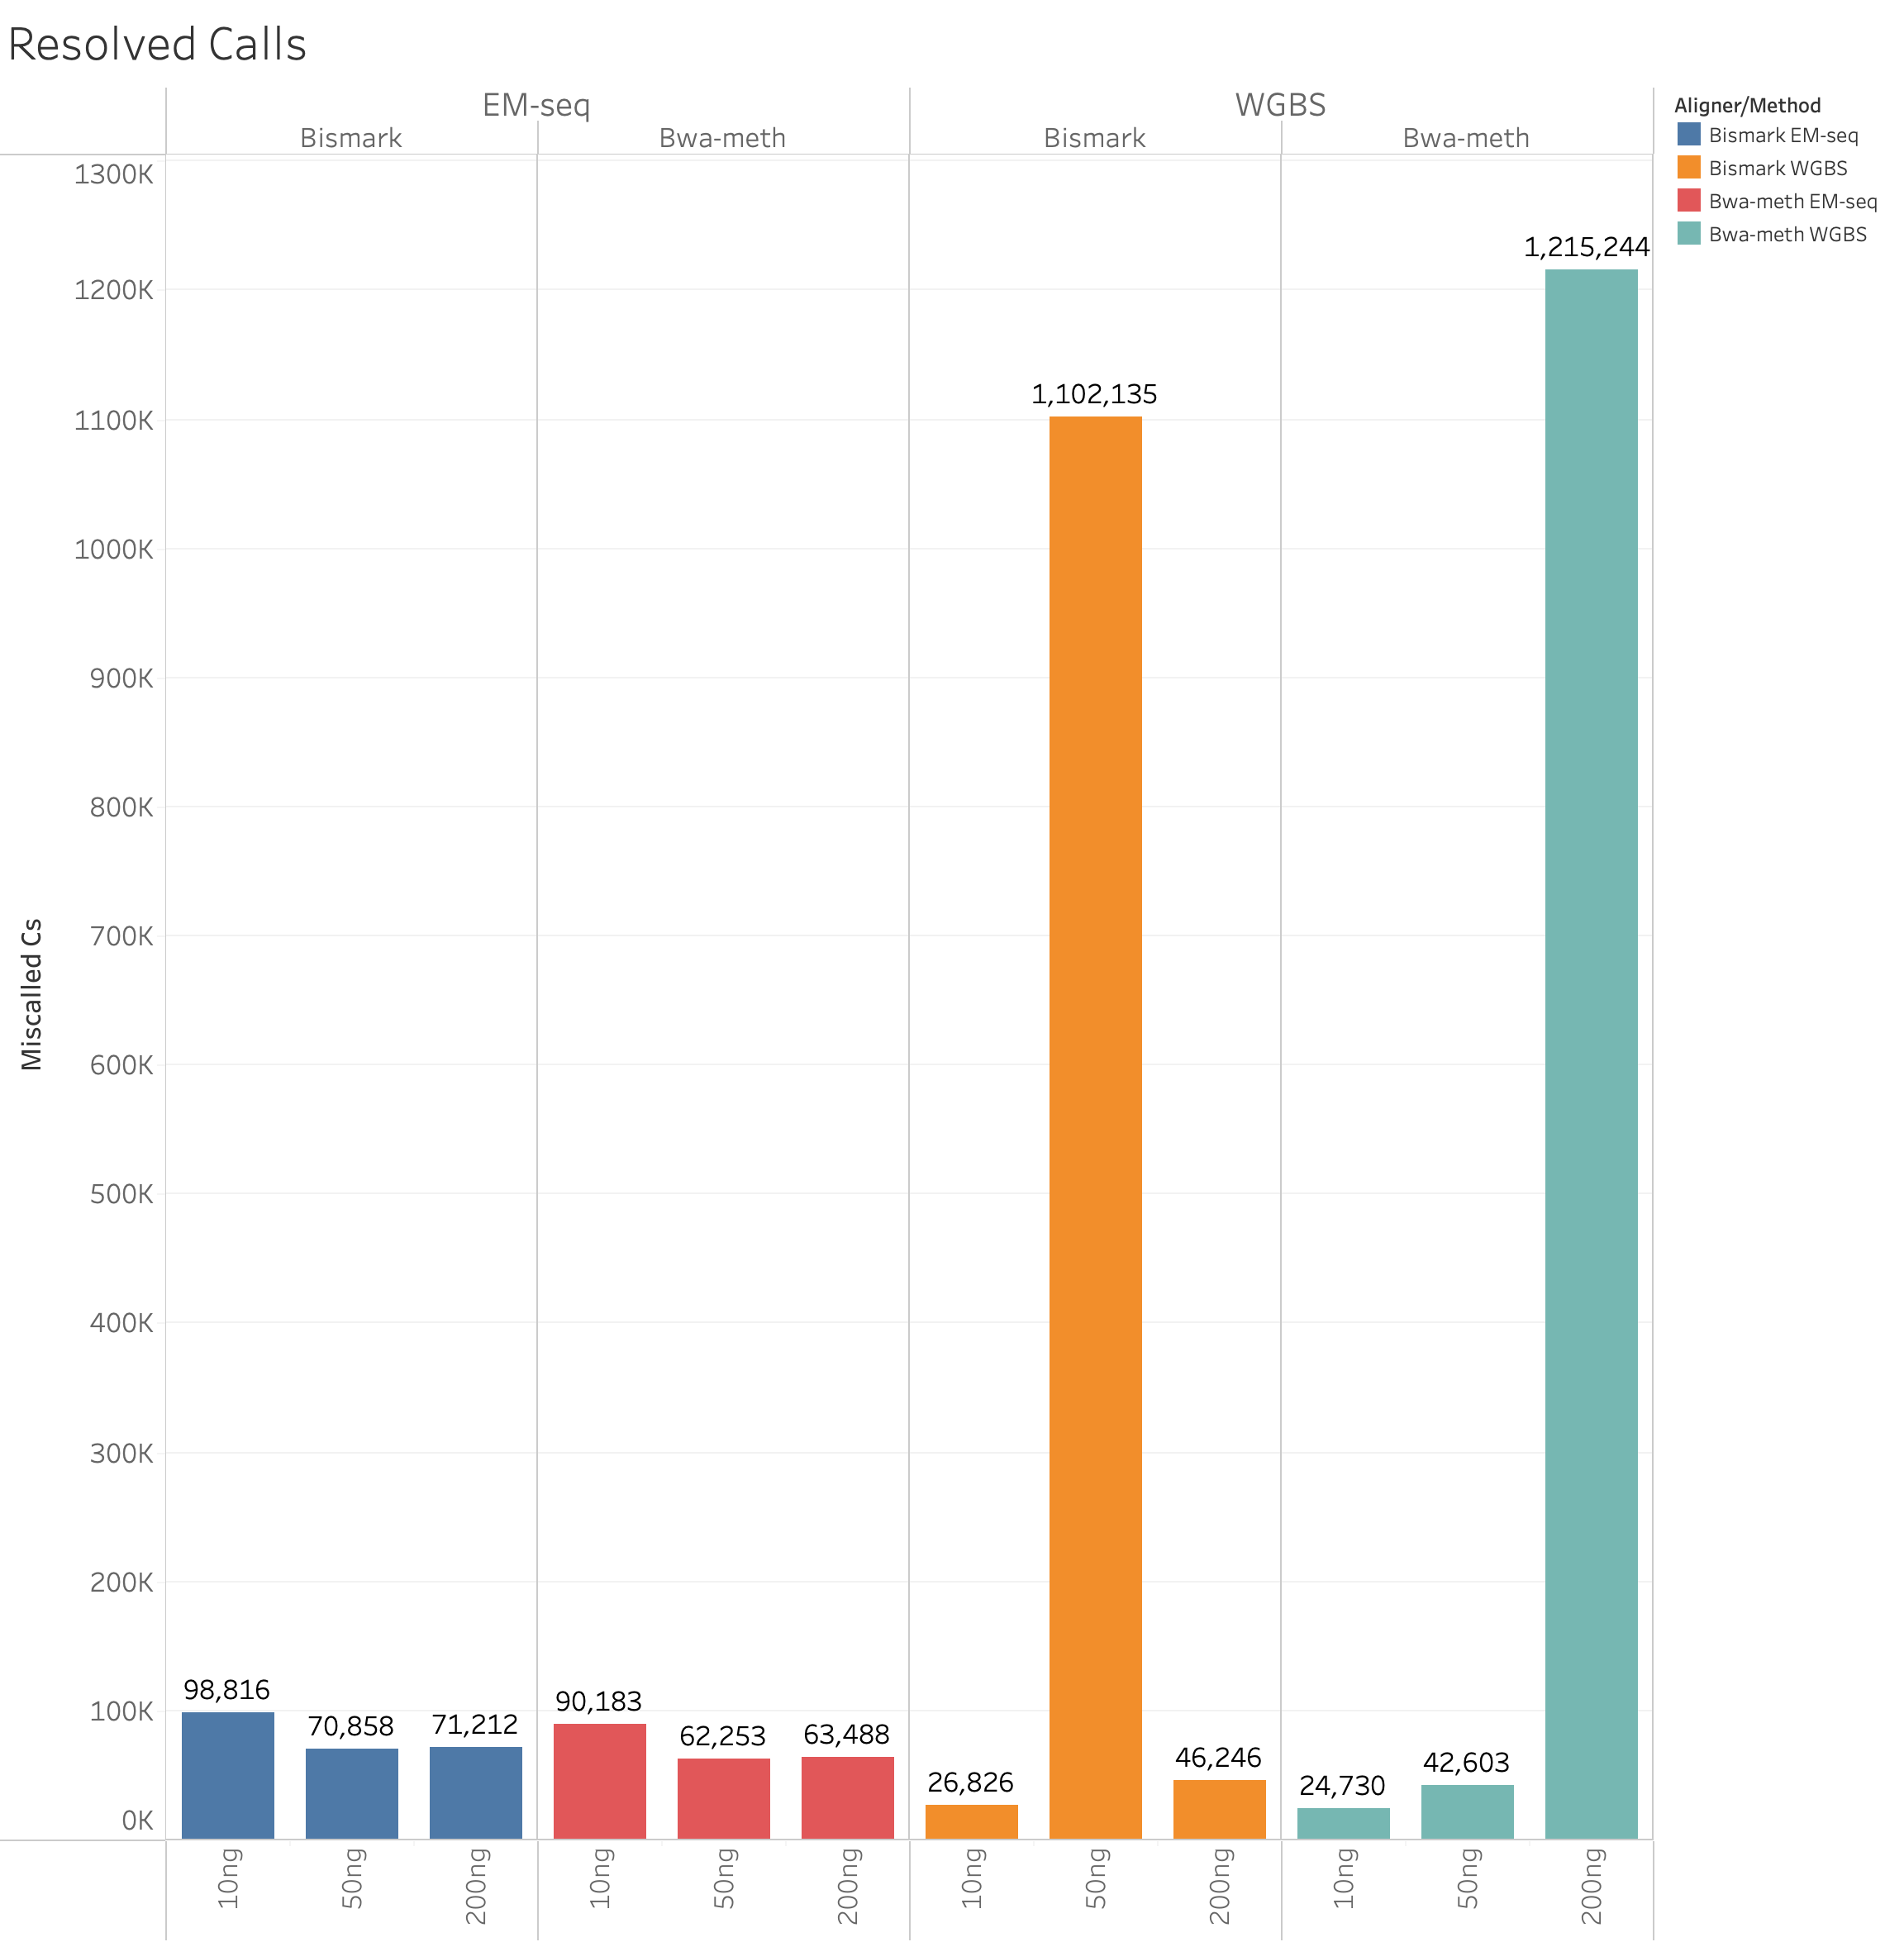 Resolved Calls
EM-seq
WGBS
Bismark
Bwa-meth
Bismark
Bwa-meth
Aligner/Method
Bismark EM-seq
Bismark WGBS
Bwa-meth EM-seq
Bwa-meth WGBS
Miscalled Cs
1300K
1200K
1100K
1000K
900K
800K
700K
600K
500K
400K
300K
200K
100K
0K
98,816
70,858
71,212
90,183
62,253
63,488
26,826
1,102,135
46,246
24,730
42,603
1,215,244
10ng
50ng
200ng
10ng
50ng
200ng
10ng
50ng
200ng
10ng
50ng
200ng